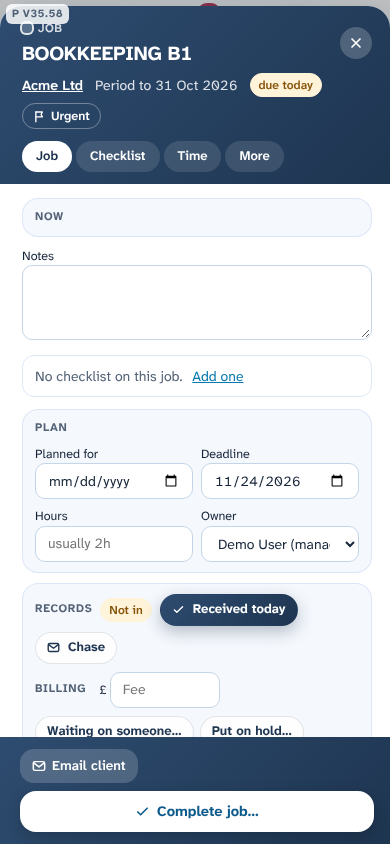 P V35.58
JOB
BOOKKEEPING B1
Acme Ltd Period to 31 Oct 2026 due today
Urgent
Job Checklist Time More
NOW
Notes
No checklist on this job. Add one
PLAN
Planned for Deadline
mm/dd/yyyy 11/24/2026
Hours Owner
usually 2h Demo User (mana
RECORDS Not in Received today
Chase
BILLING £ Fee
Waiting on someone... Put on hold...
Email client
Complete job...